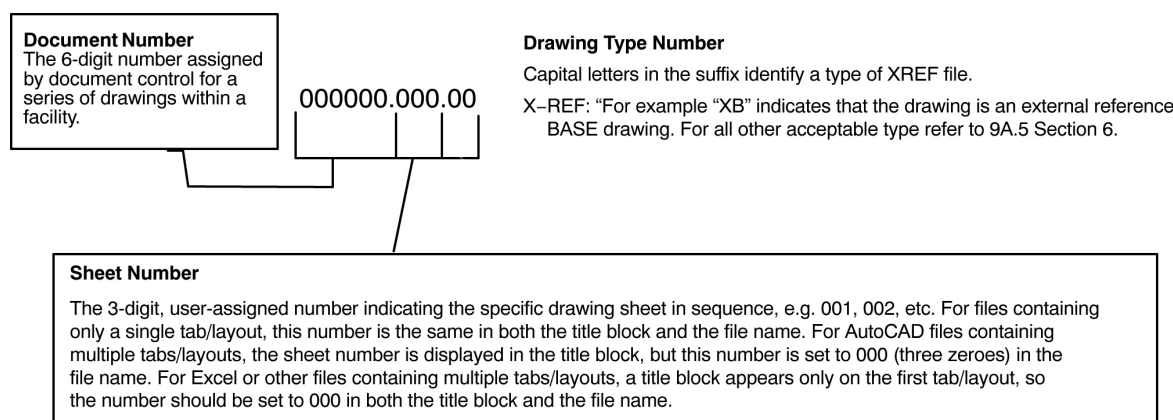 Document Number
The 6-digit number assigned
by document control for a
series of drawings within a
facility.
000000.000.00
Drawing Type Number
Capital letters in the suffix identify a type of XREF file.
X–REF: “For example “XB” indicates that the drawing is an external reference
BASE drawing. For all other acceptable type refer to 9A.5 Section 6.
Sheet Number
The 3-digit, user-assigned number indicating the specific drawing sheet in sequence, e.g. 001, 002, etc. For files containing
only a single tab/layout, this number is the same in both the title block and the file name. For AutoCAD files containing
multiple tabs/layouts, the sheet number is displayed in the title block, but this number is set to 000 (three zeroes) in the
file name. For Excel or other files containing multiple tabs/layouts, a title block appears only on the first tab/layout, so
the number should be set to 000 in both the title block and the file name.